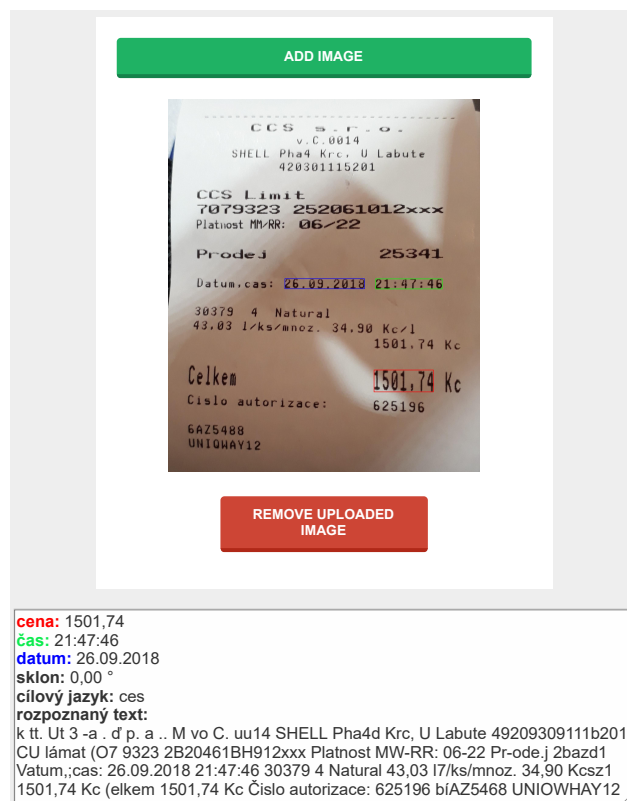 ADD IMAGE
CCS s.r.o.
v.C.0014
SHELL Pha4 Krc, U Labute
420301115201
CCS Limit
7079323 252061012xxx
Platnost MM/RR: 06/22
Prodej 25341
Datum,cas: 26.09.2018 21:47:46
30379 4 Natural
43,03 l/ks/mnoz. 34,90 Kc/l
1501,74 Kc
Celkem 1501,74 Kc
Cislo autorizace: 625196
6AZ5488
UNIQWAY12
REMOVE UPLOADED
IMAGE
cena: 1501,74
čas: 21:47:46
datum: 26.09.2018
sklon: 0,00 °
cílový jazyk: ces
rozpoznaný text:
k tt. Ut 3 -a . ď p. a .. M vo C. uu14 SHELL Pha4d Krc, U Labute 49209309111b201
CU lámat (O7 9323 2B20461BH912xxx Platnost MW-RR: 06-22 Pr-ode.j 2bazd1
Vatum,;cas: 26.09.2018 21:47:46 30379 4 Natural 43,03 I7/ks/mnoz. 34,90 Kcsz1
1501,74 Kc (elkem 1501,74 Kc Čislo autorizace: 625196 bíAZ5468 UNIOWHAY12